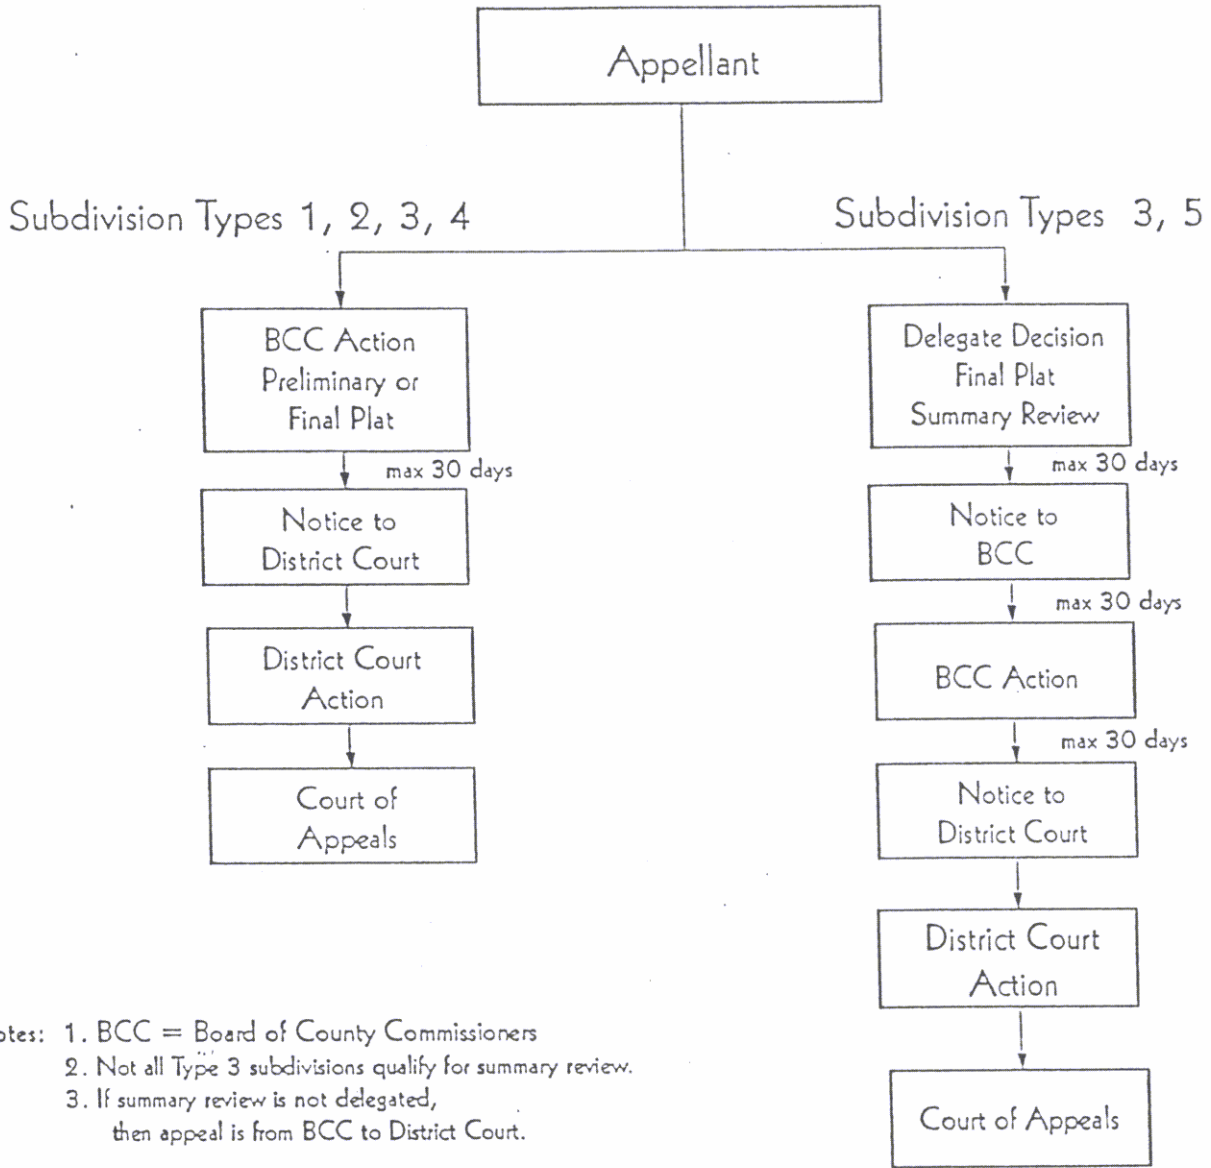 Appellant
Subdivision Types 1, 2, 3, 4
Subdivision Types 3, 5
BCC Action
Preliminary or
Final Plat
max 30 days
Notice to
District Court
District Court
Action
Court of
Appeals
Delegate Decision
Final Plat
Summary Review
max 30 days
Notice to
BCC
max 30 days
BCC Action
max 30 days
Notice to
District Court
District Court
Action
Court of Appeals
otes: 1. BCC = Board of County Commissioners
2. Not all Type 3 subdivisions qualify for summary review.
3. If summary review is not delegated,
then appeal is from BCC to District Court.